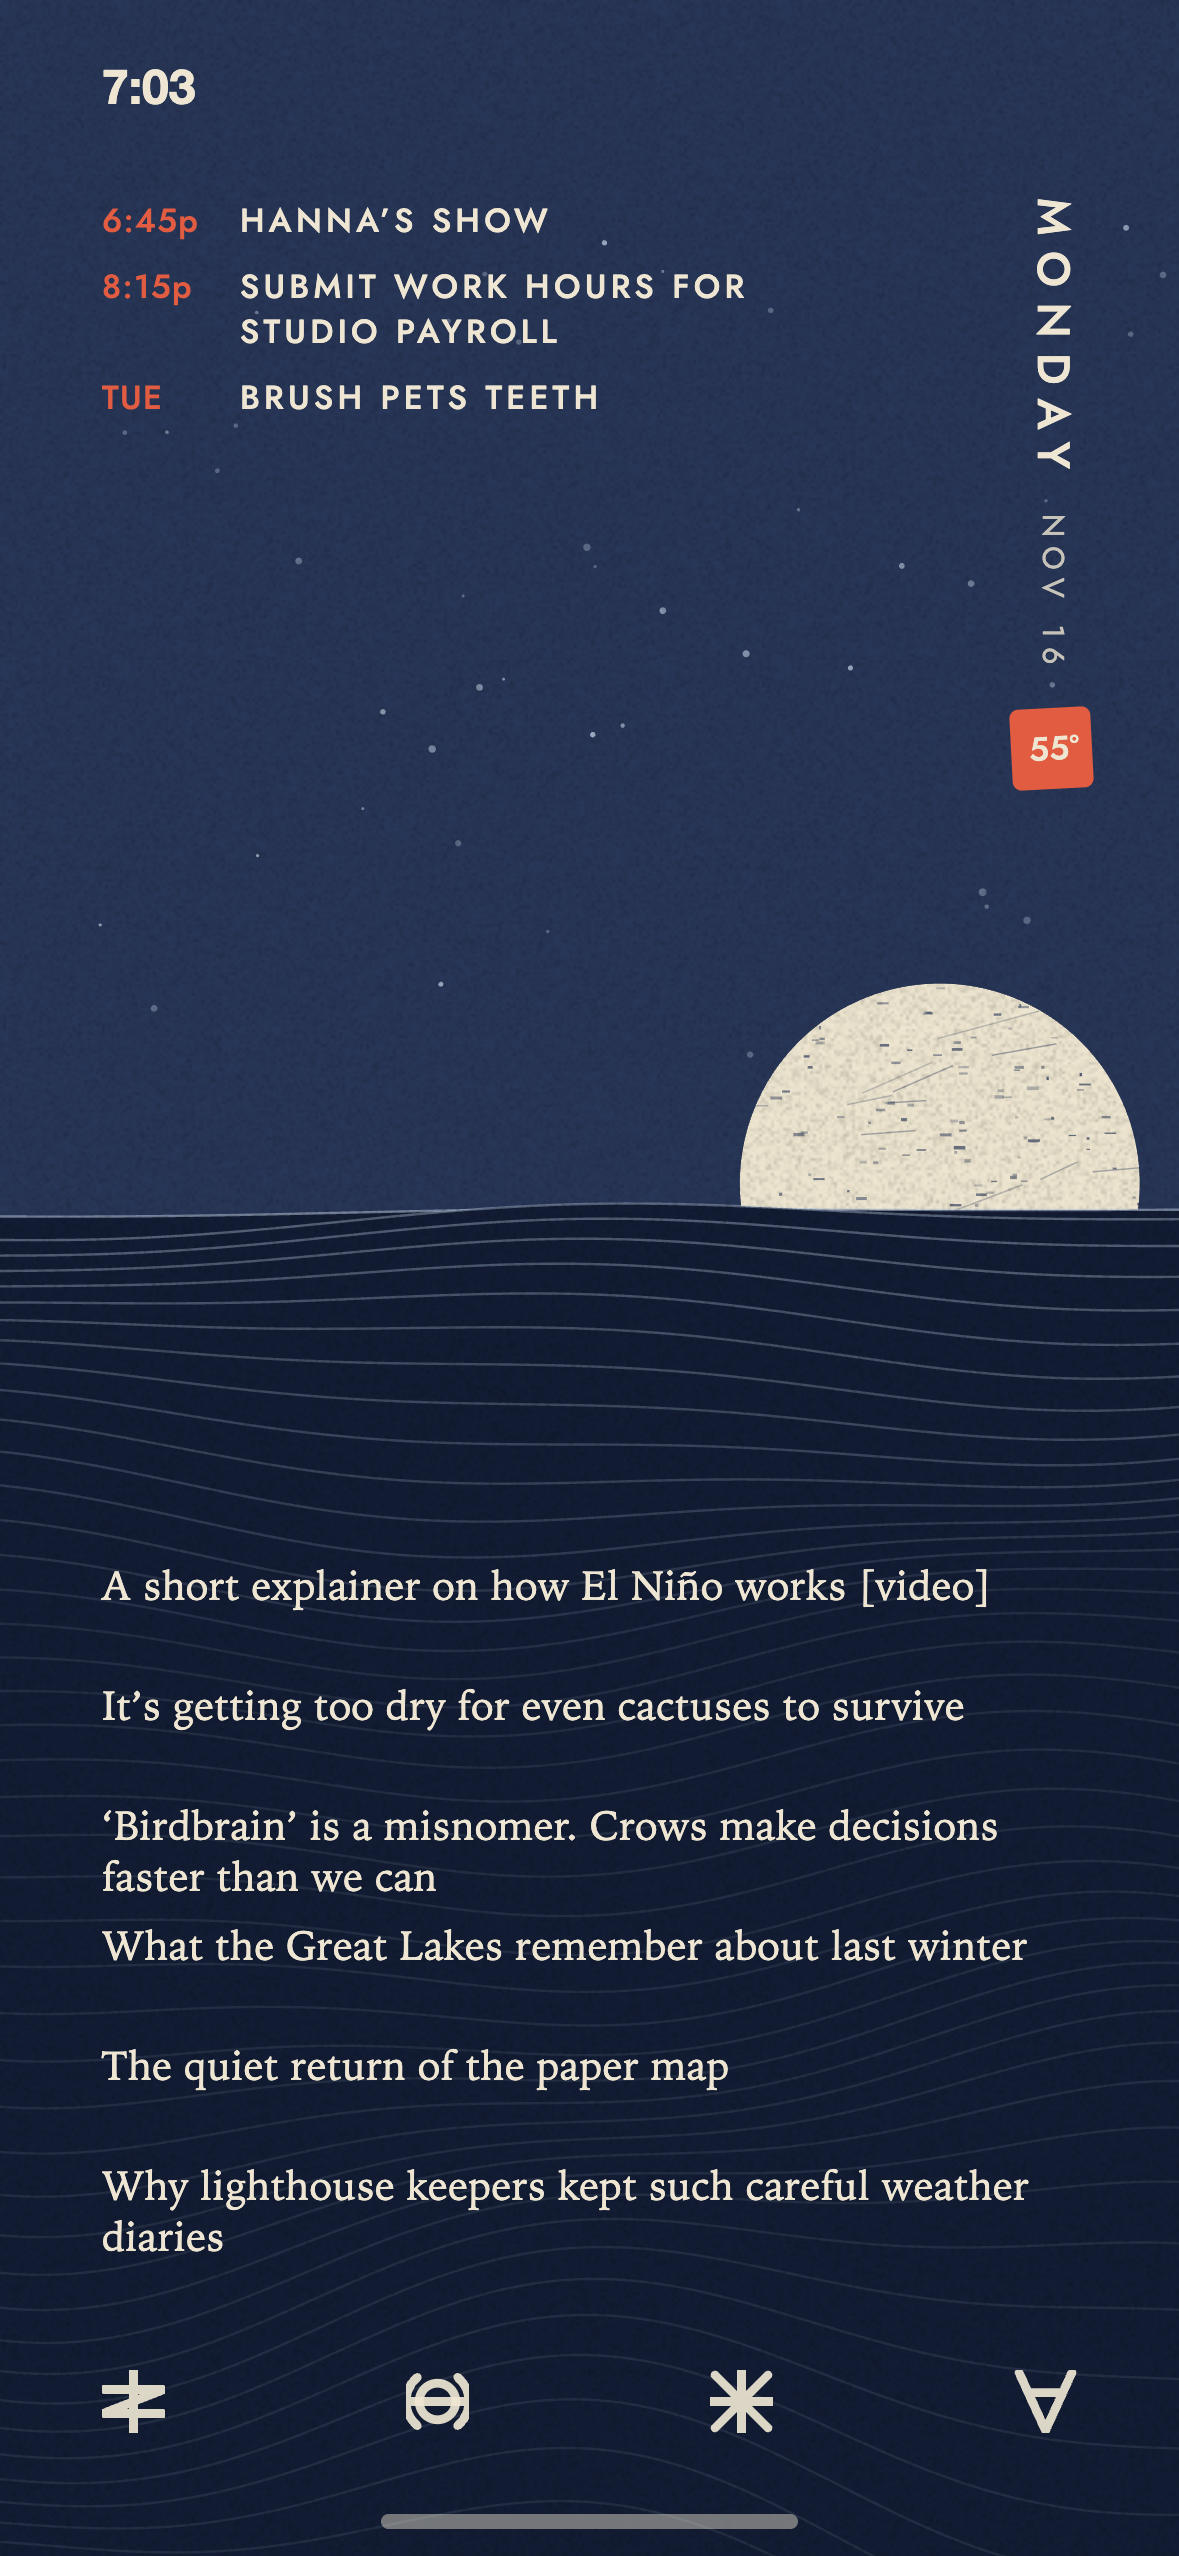 7:03
6:45p HANNA’S SHOW
8:15p SUBMIT WORK HOURS FOR
STUDIO PAYROLL
TUE BRUSH PETS TEETH
MONDAY NOV 16
55°
A short explainer on how El Niño works [video]
It’s getting too dry for even cactuses to survive
‘Birdbrain’ is a misnomer. Crows make decisions
faster than we can
What the Great Lakes remember about last winter
The quiet return of the paper map
Why lighthouse keepers kept such careful weather
diaries